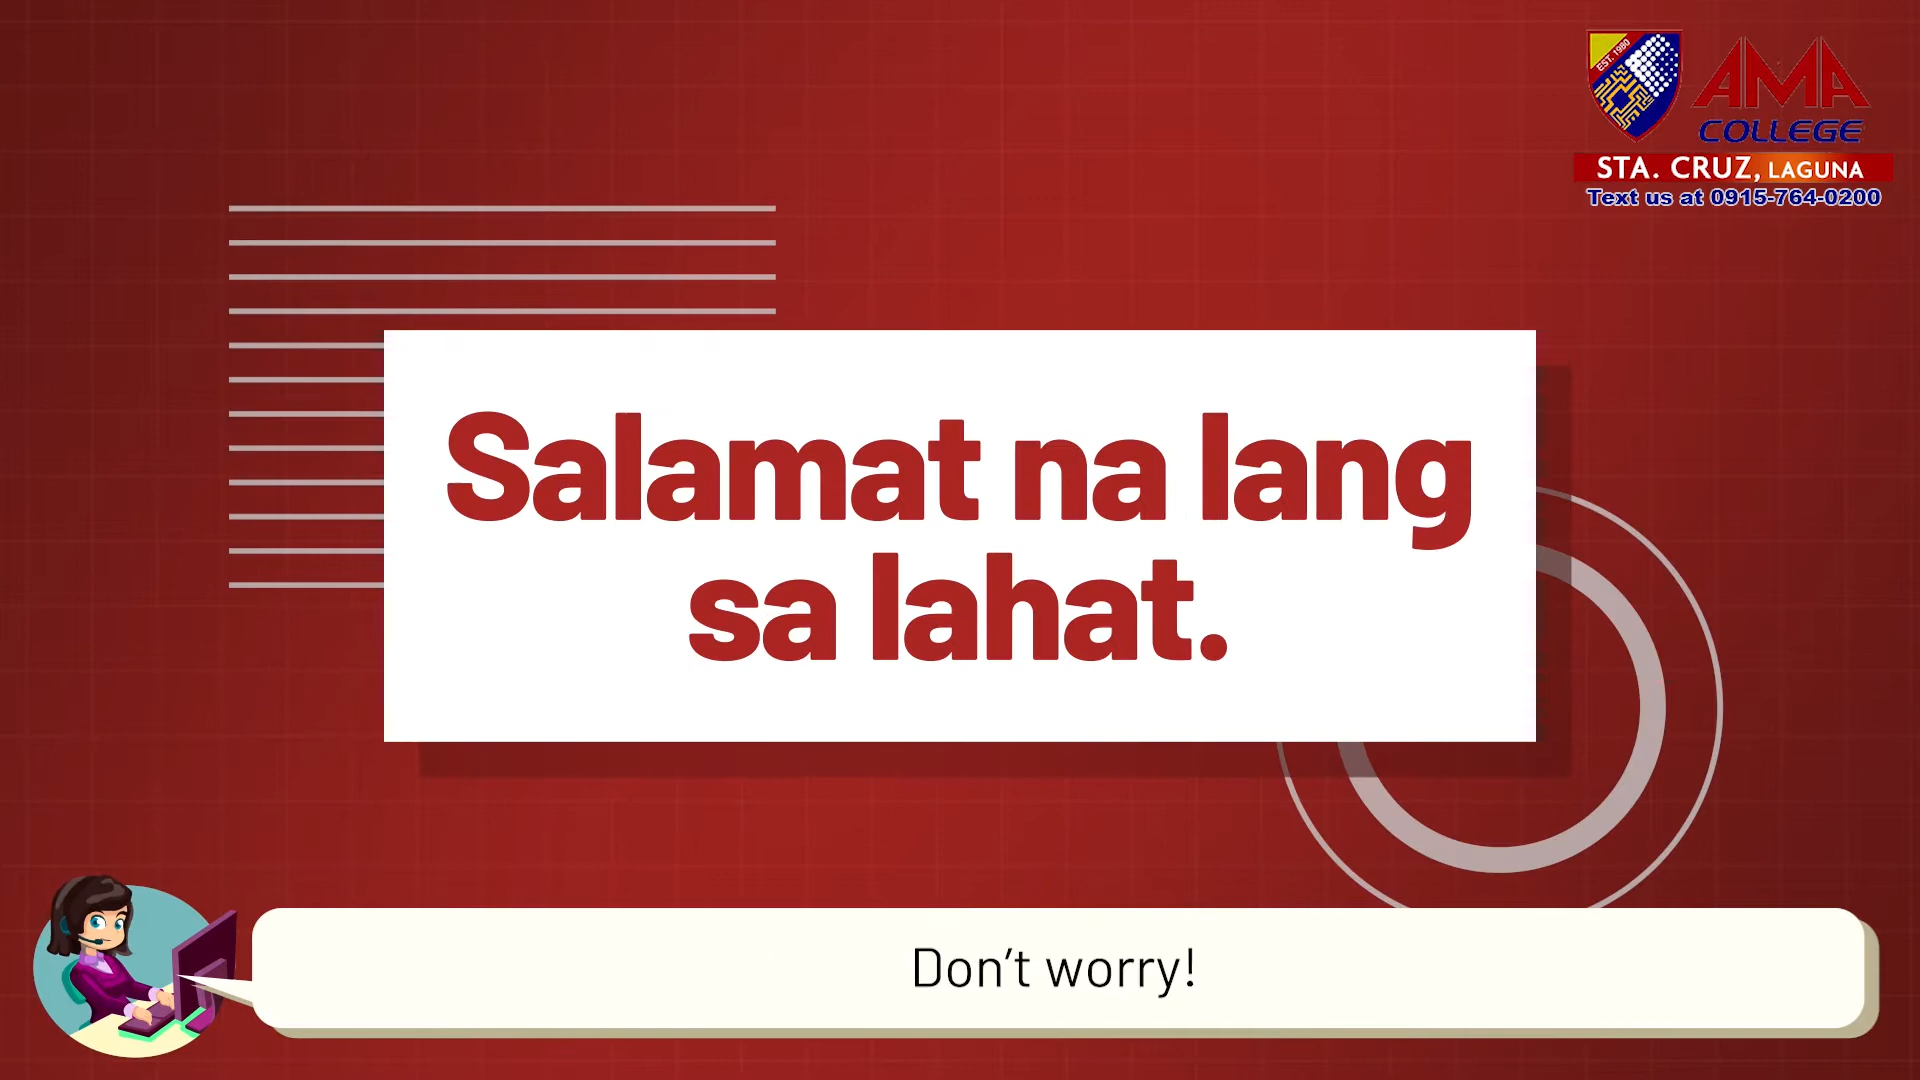 EST. 1980
AMA
COLLEGE
STA. CRUZ, LAGUNA
Text us at 0915-764-0200
Salamat na lang
sa lahat.
Don't worry!